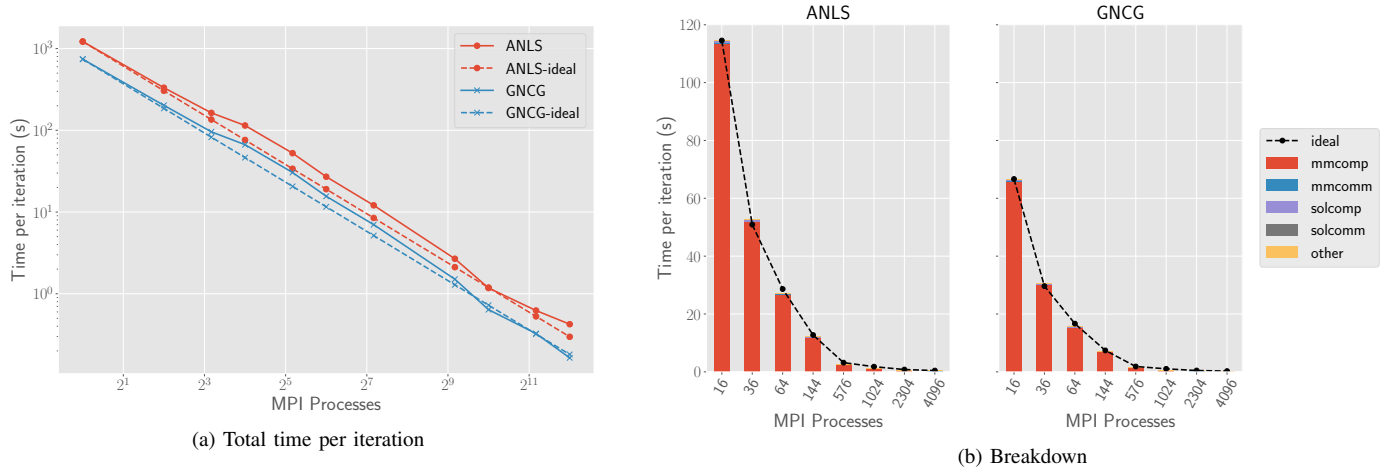 ANLS
GNCG
10³
10²
10¹
10⁰
Time per iteration (s)
ANLS
ANLS-ideal
GNCG
GNCG-ideal
2¹
2³
2⁵
2⁷
2⁹
2¹¹
MPI Processes
(a) Total time per iteration
120
100
80
60
40
20
0
Time per iteration (s)
16
36
64
144
576
1024
2304
4096
MPI Processes
16
36
64
144
576
1024
2304
4096
MPI Processes
ideal
mmcomp
mmcomm
solcomp
solcomm
other
(b) Breakdown